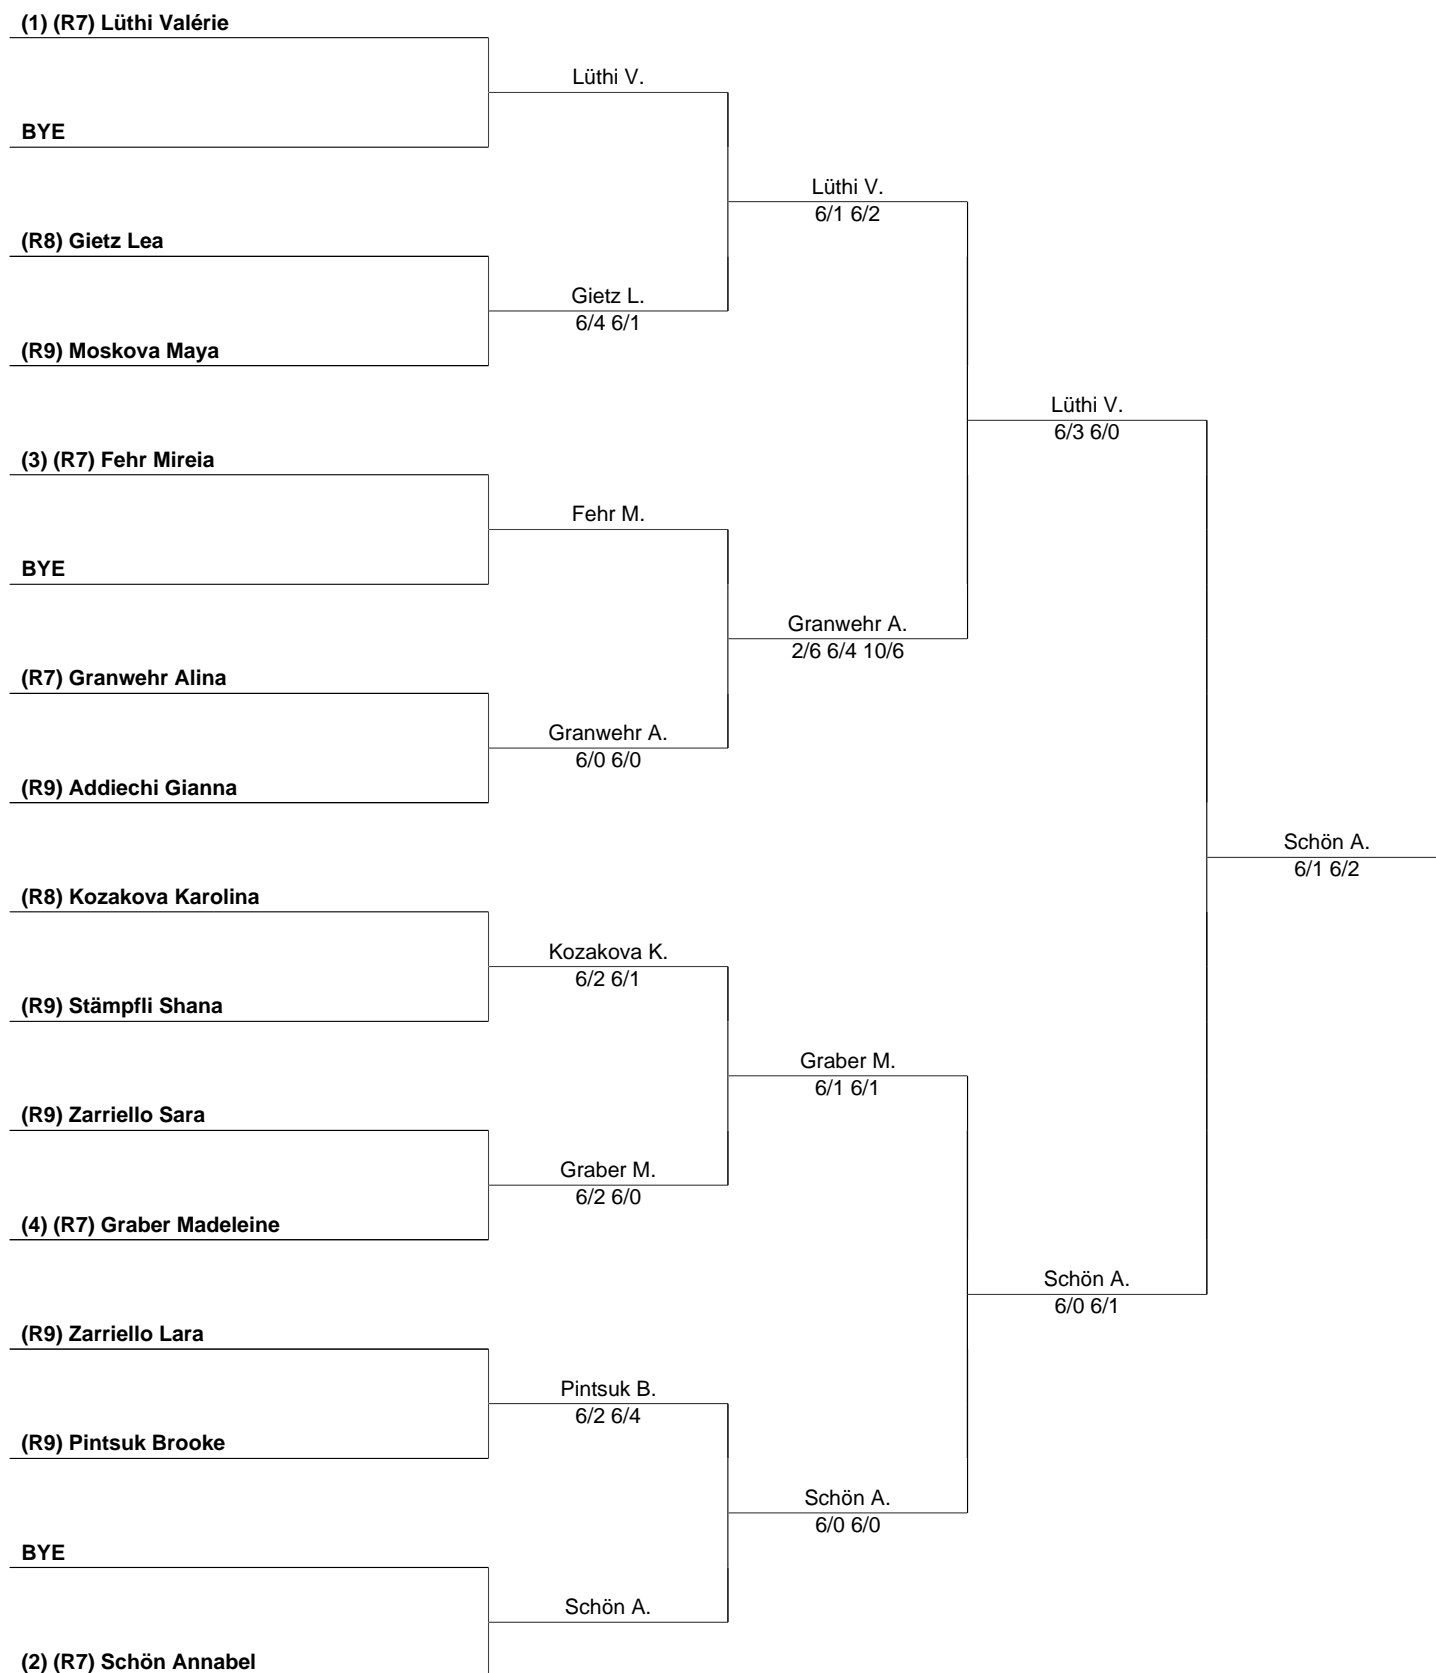 (1) (R7) Lüthi Valérie
Lüthi V.
BYE
Lüthi V.
6/1 6/2
(R8) Gietz Lea
Gietz L.
6/4 6/1
(R9) Moskova Maya
Lüthi V.
6/3 6/0
(3) (R7) Fehr Mireia
Fehr M.
BYE
Granwehr A.
2/6 6/4 10/6
(R7) Granwehr Alina
Granwehr A.
6/0 6/0
(R9) Addiechi Gianna
Schön A.
6/1 6/2
(R8) Kozakova Karolina
Kozakova K.
6/2 6/1
(R9) Stämpfli Shana
Graber M.
6/1 6/1
(R9) Zarriello Sara
Graber M.
6/2 6/0
(4) (R7) Graber Madeleine
Schön A.
6/0 6/1
(R9) Zarriello Lara
Pintsuk B.
6/2 6/4
(R9) Pintsuk Brooke
Schön A.
6/0 6/0
BYE
Schön A.
(2) (R7) Schön Annabel